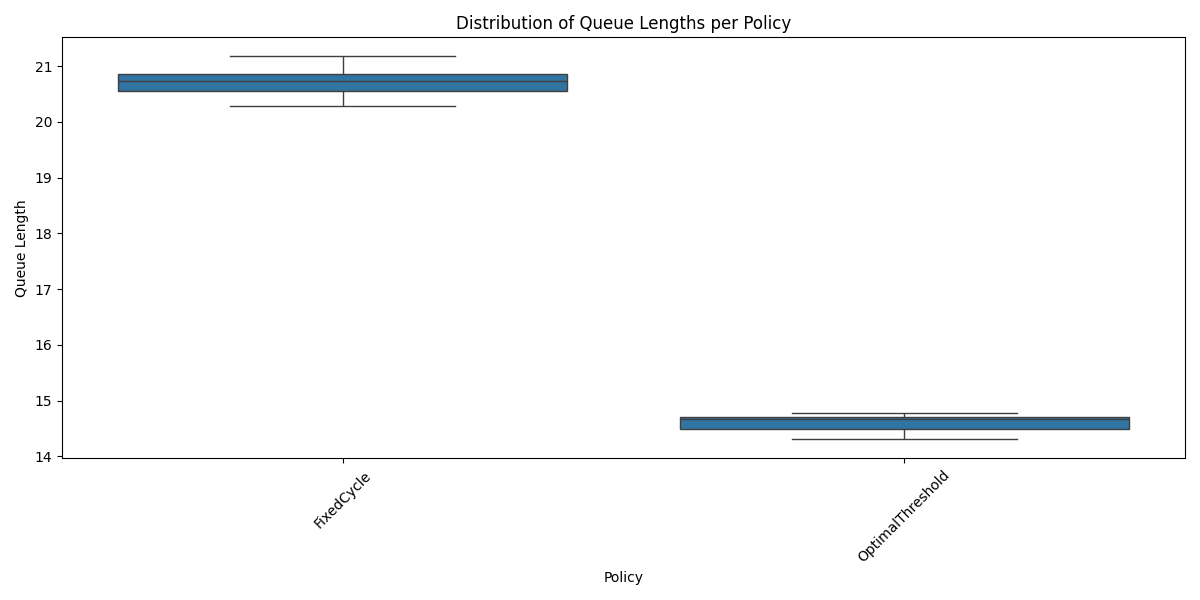 Distribution of Queue Lengths per Policy
Queue Length
21
20
19
18
17
16
15
14
FixedCycle
OptimalThreshold
Policy